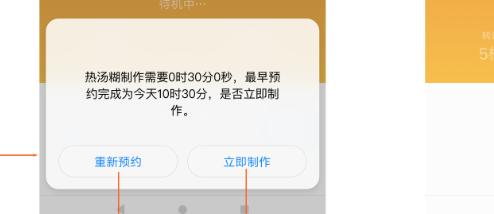 待机中…
热汤糊制作需要0时30分0秒，最早预
约完成为今天10时30分，是否立即制
作。
重新预约
立即制作